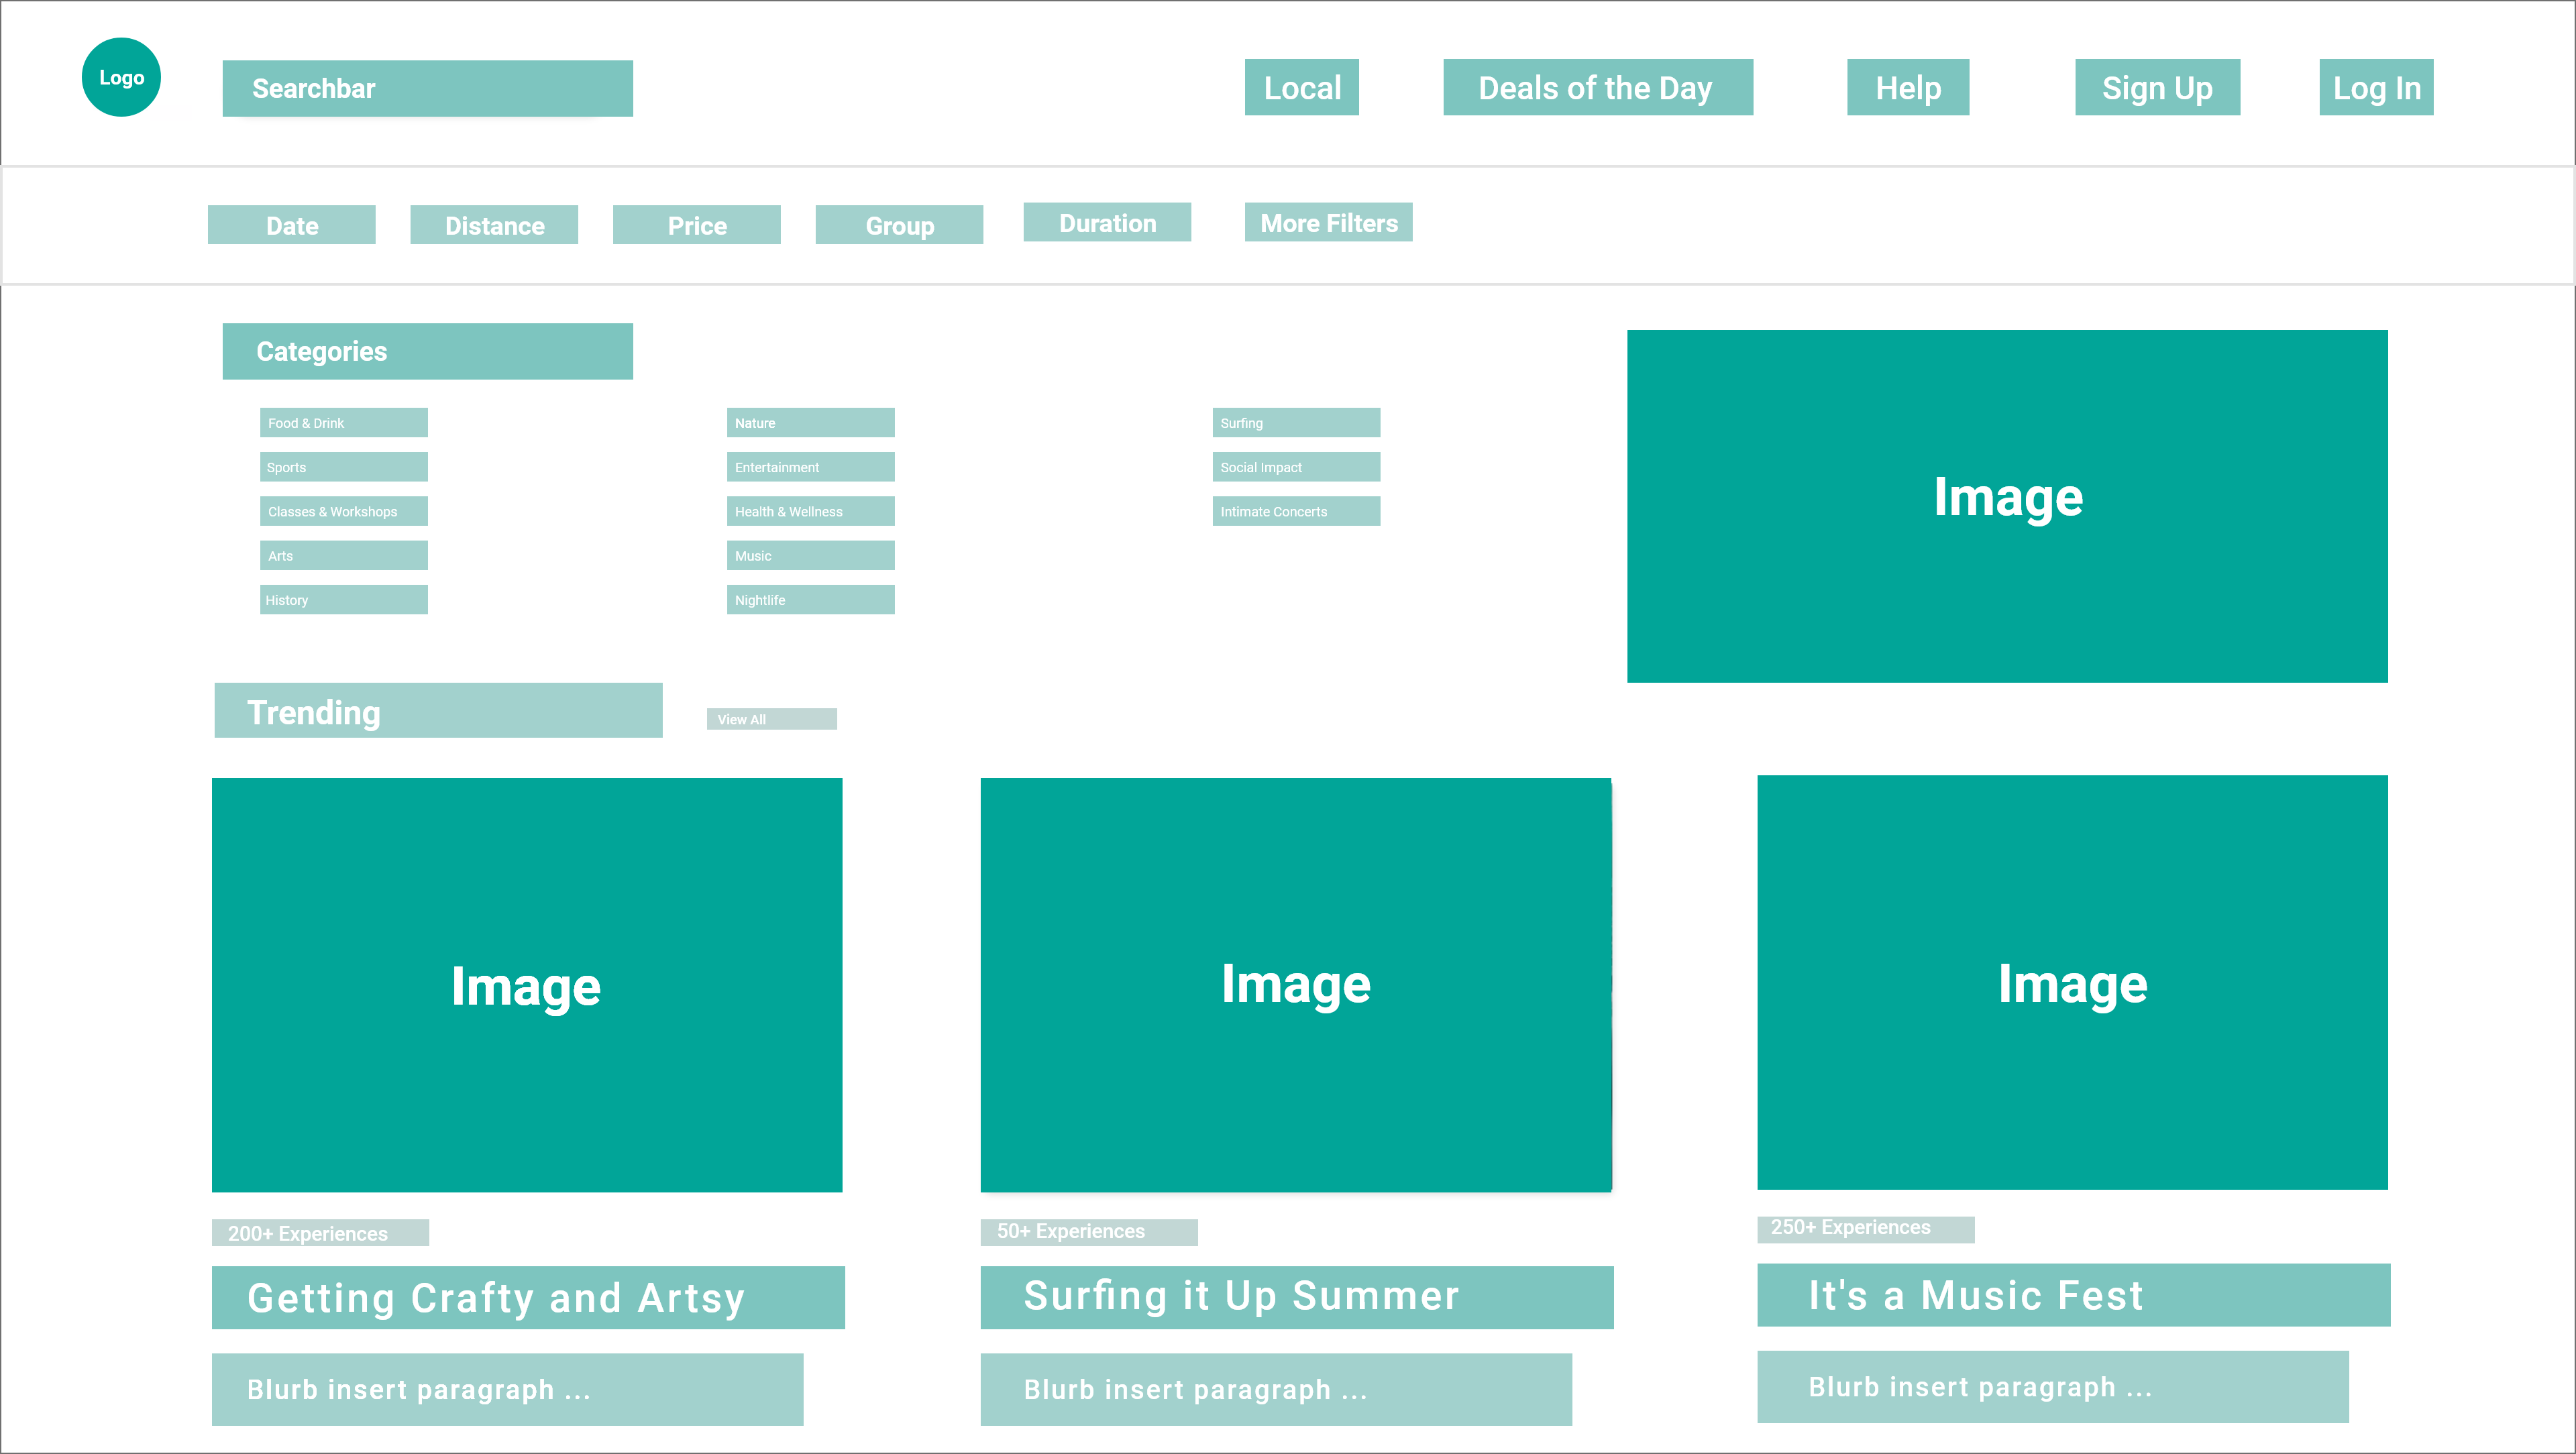 Logo
Searchbar
Local
Deals of the Day
Help
Sign Up
Log In
Date
Distance
Price
Group
Duration
More Filters
Categories
Food & Drink
Sports
Classes & Workshops
Arts
History
Nature
Entertainment
Health & Wellness
Music
Nightlife
Surfing
Social Impact
Intimate Concerts
Image
Trending
View All
Image
Image
Image
200+ Experiences
Getting Crafty and Artsy
Blurb insert paragraph ...
50+ Experiences
Surfing it Up Summer
Blurb insert paragraph ...
250+ Experiences
It's a Music Fest
Blurb insert paragraph ...